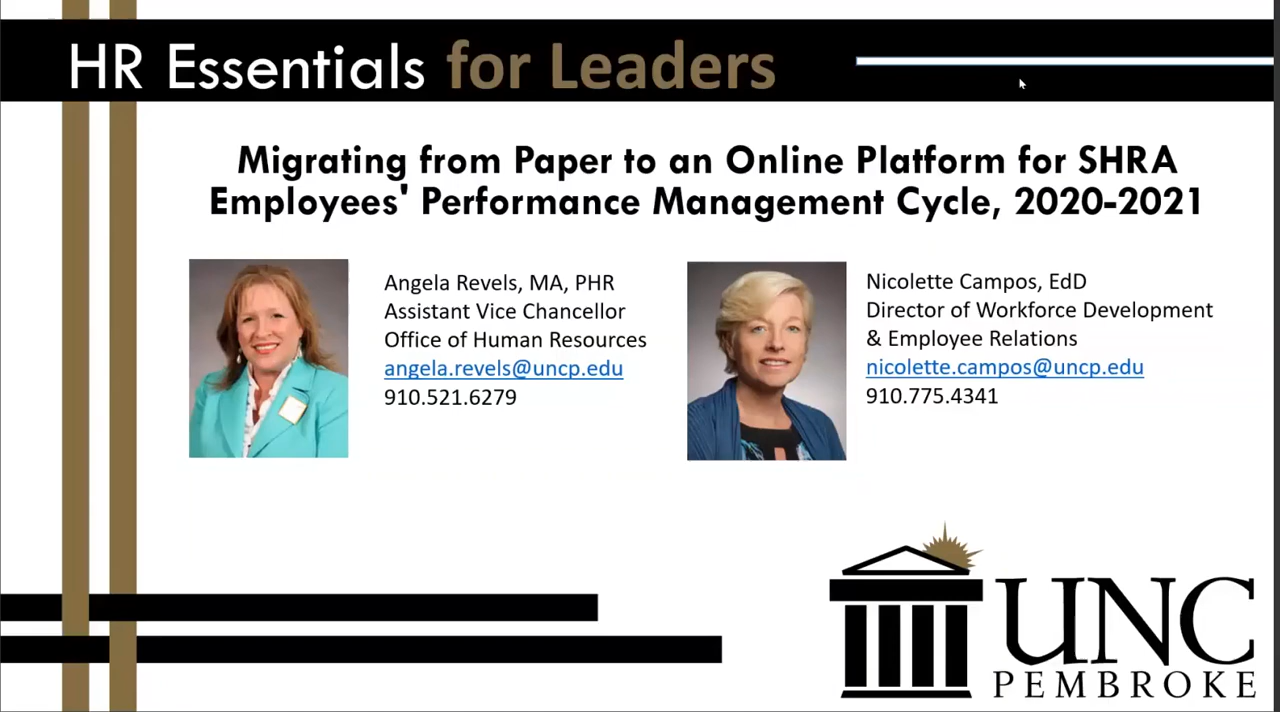 HR Essentials for Leaders
Migrating from Paper to an Online Platform for SHRA
Employees' Performance Management Cycle, 2020-2021
Angela Revels, MA, PHR
Assistant Vice Chancellor
Office of Human Resources
angela.revels@uncp.edu
910.521.6279
Nicolette Campos, EdD
Director of Workforce Development
& Employee Relations
nicolette.campos@uncp.edu
910.775.4341
UNC
PEMBROKE